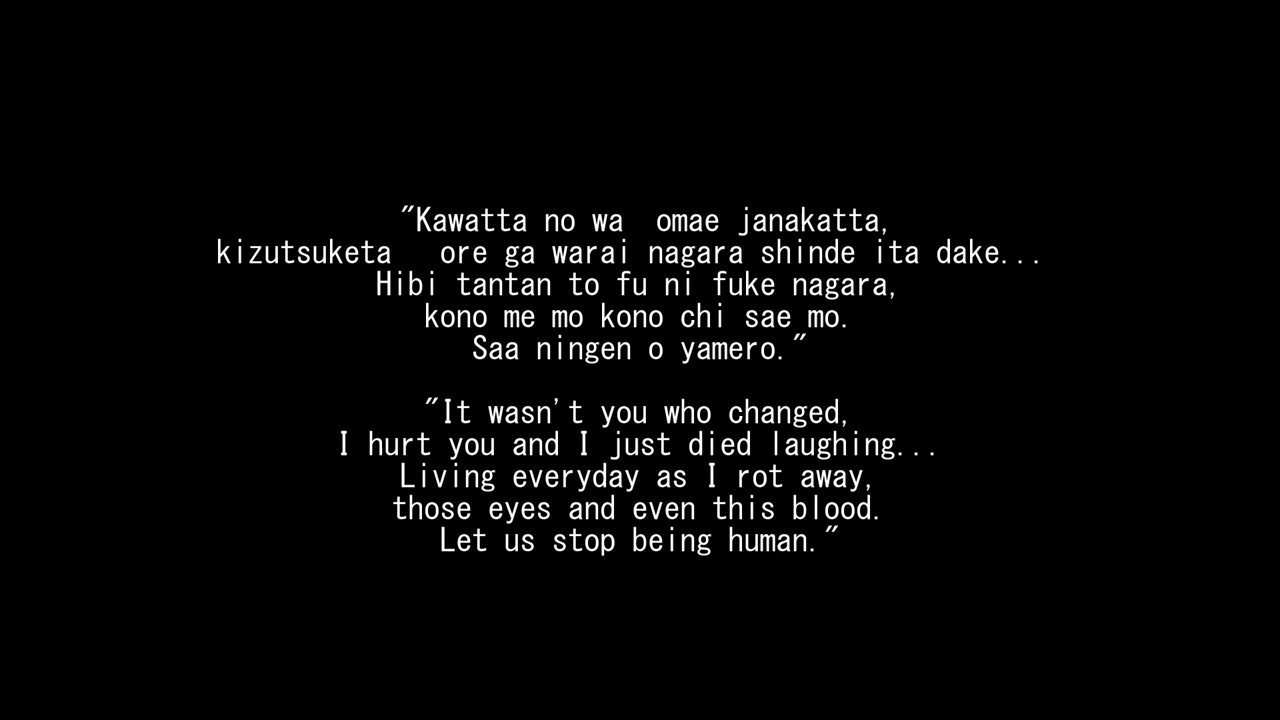 "Kawatta no wa  omae janakatta,
kizutsuketa   ore ga warai nagara shinde ita dake...
Hibi tantan to fu ni fuke nagara,
kono me mo kono chi sae mo.
Saa ningen o yamero."
"It wasn't you who changed,
I hurt you and I just died laughing...
Living everyday as I rot away,
those eyes and even this blood.
Let us stop being human."